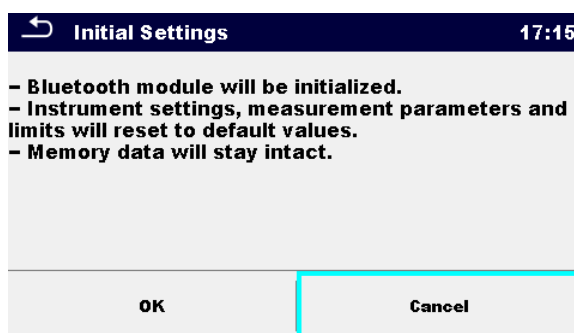 Initial Settings 17:15
– Bluetooth module will be initialized.
– Instrument settings, measurement parameters and
limits will reset to default values.
– Memory data will stay intact.
OK Cancel